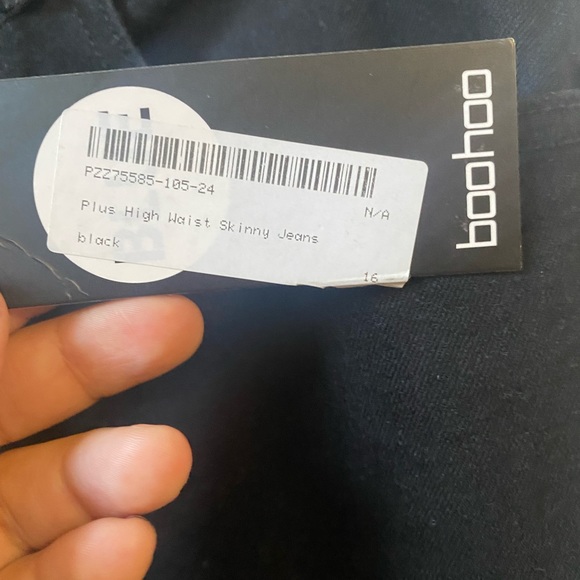 PZZ75585-105-24
N/A
Plus High Waist Skinny Jeans
black
16
boohoo